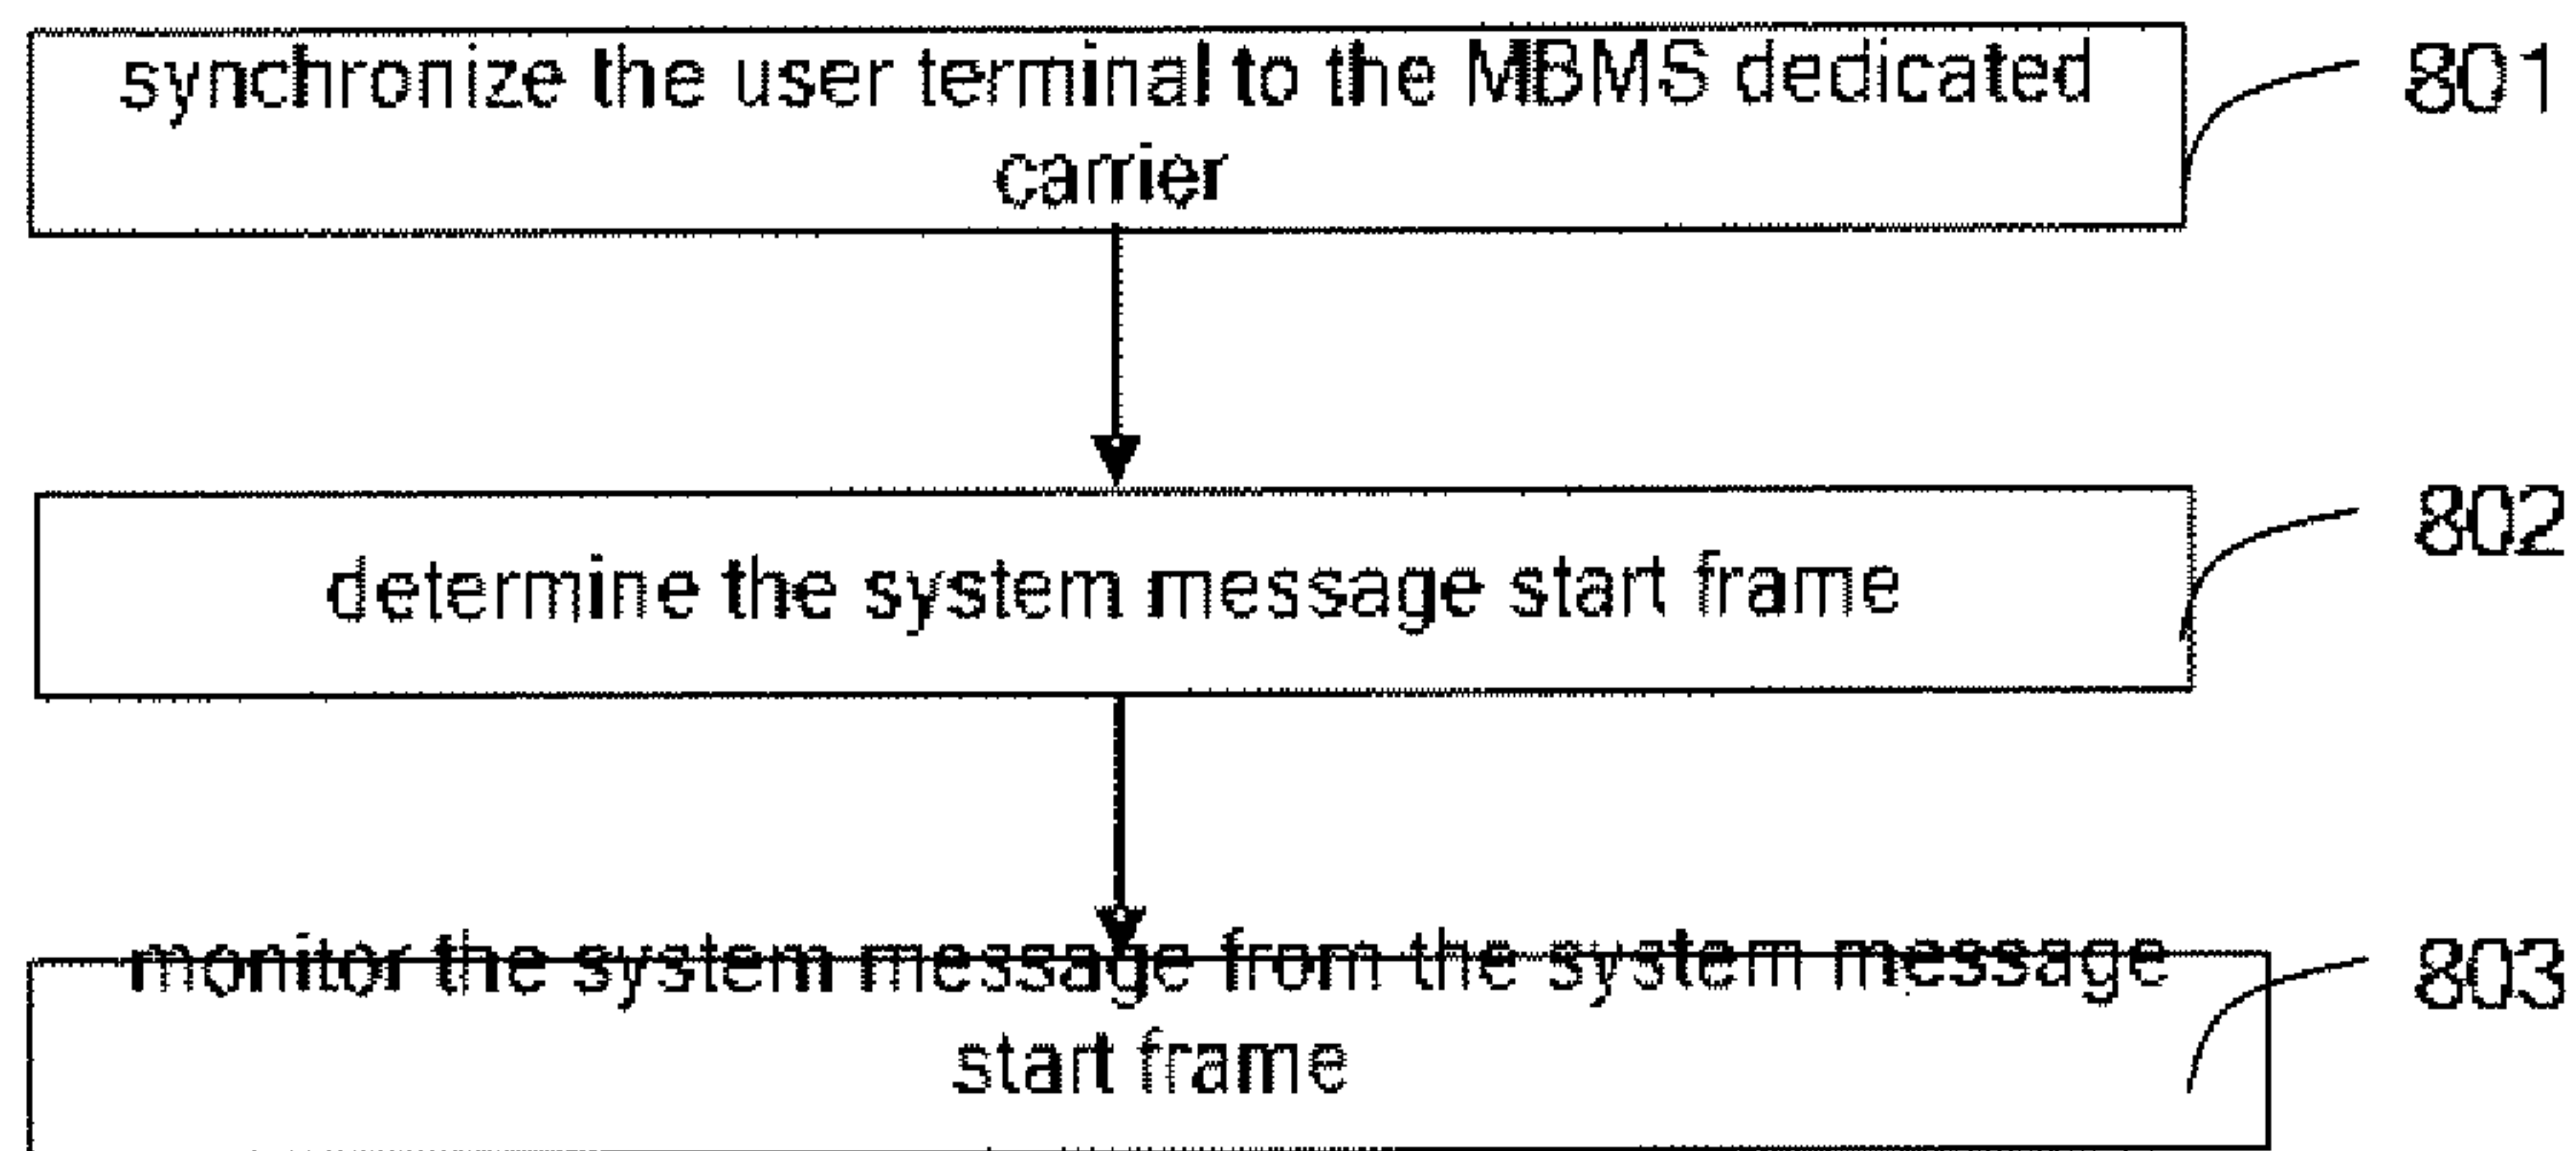 synchronize the user terminal to the MBMS dedicated
carrier
801
determine the system message start frame
802
monitor the system message from the system message
start frame
803